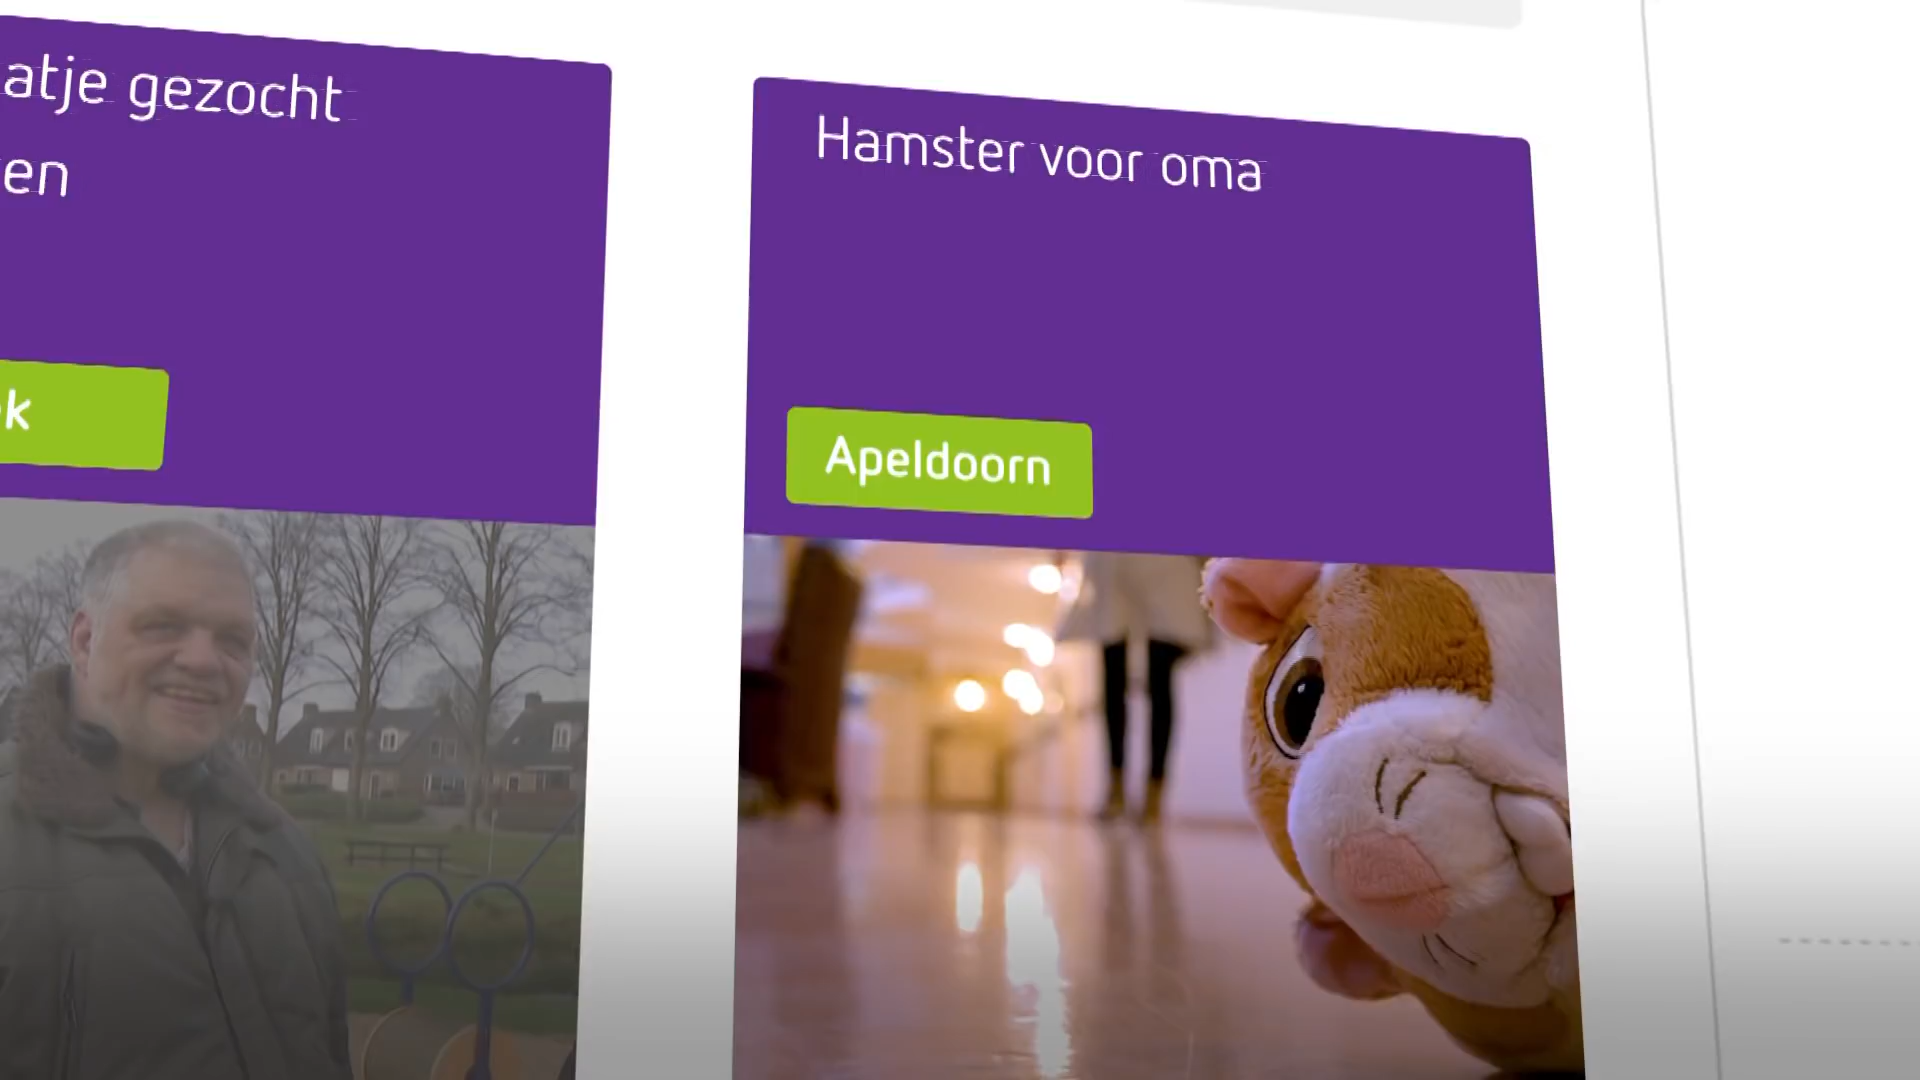 atje gezocht
en
k
Hamster voor oma
Apeldoorn